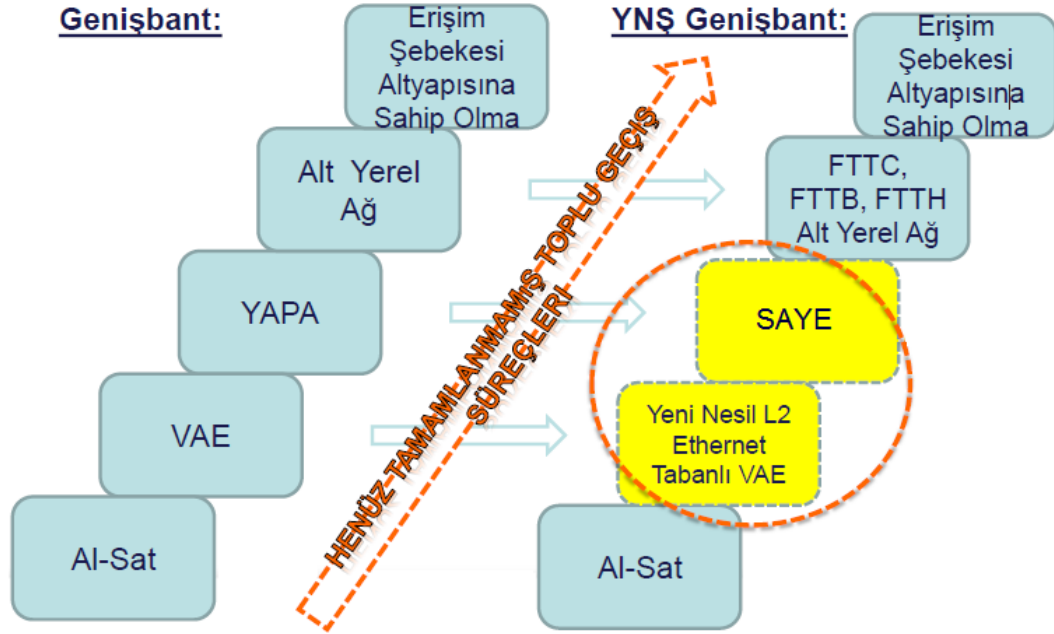 Genişbant:
Erişim
Şebekesi
Altyapısına
Sahip Olma
Alt Yerel
Ağ
YAPA
VAE
Al-Sat
HENÜZ TAMAMLANMAMIŞ TOPLU GEÇİŞ
SÜREÇLERİ
YNŞ Genişbant:
Erişim
Şebekesi
Altyapısına
Sahip Olma
FTTC,
FTTB, FTTH
Alt Yerel Ağ
SAYE
Yeni Nesil L2
Ethernet
Tabanlı VAE
Al-Sat